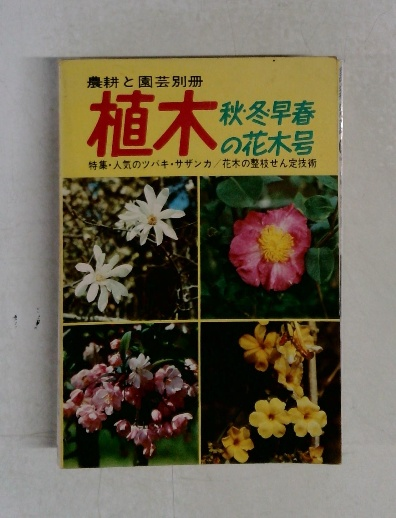 農耕と園芸別冊
植木 秋・冬・早春
の花木号
特集・人気のツバキ・サザンカ/花木の整枝せん定技術